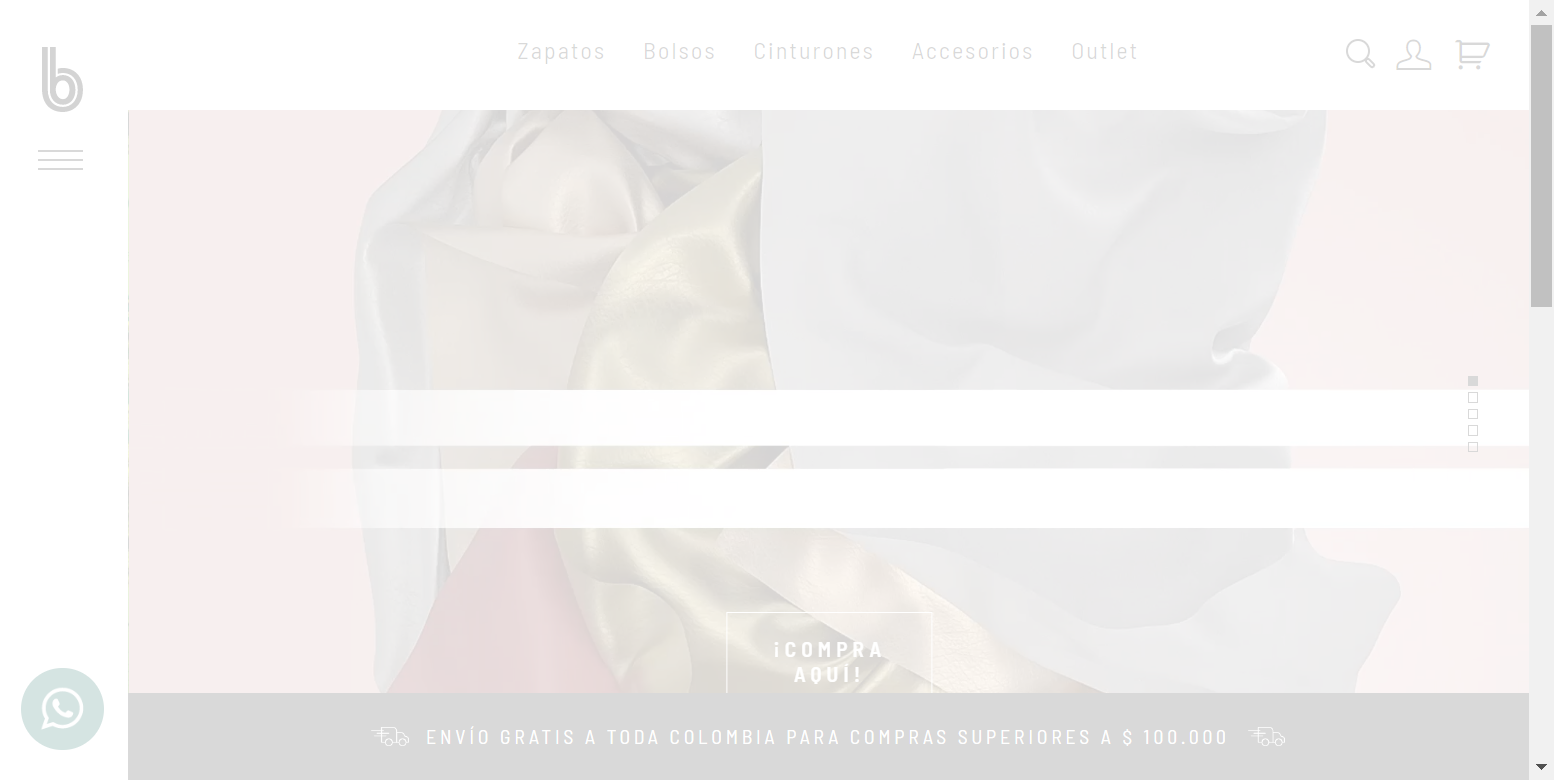 b
Zapatos Bolsos Cinturones Accesorios Outlet
¡COMPRA
AQUÍ!
ENVÍO GRATIS A TODA COLOMBIA PARA COMPRAS SUPERIORES A $ 100.000